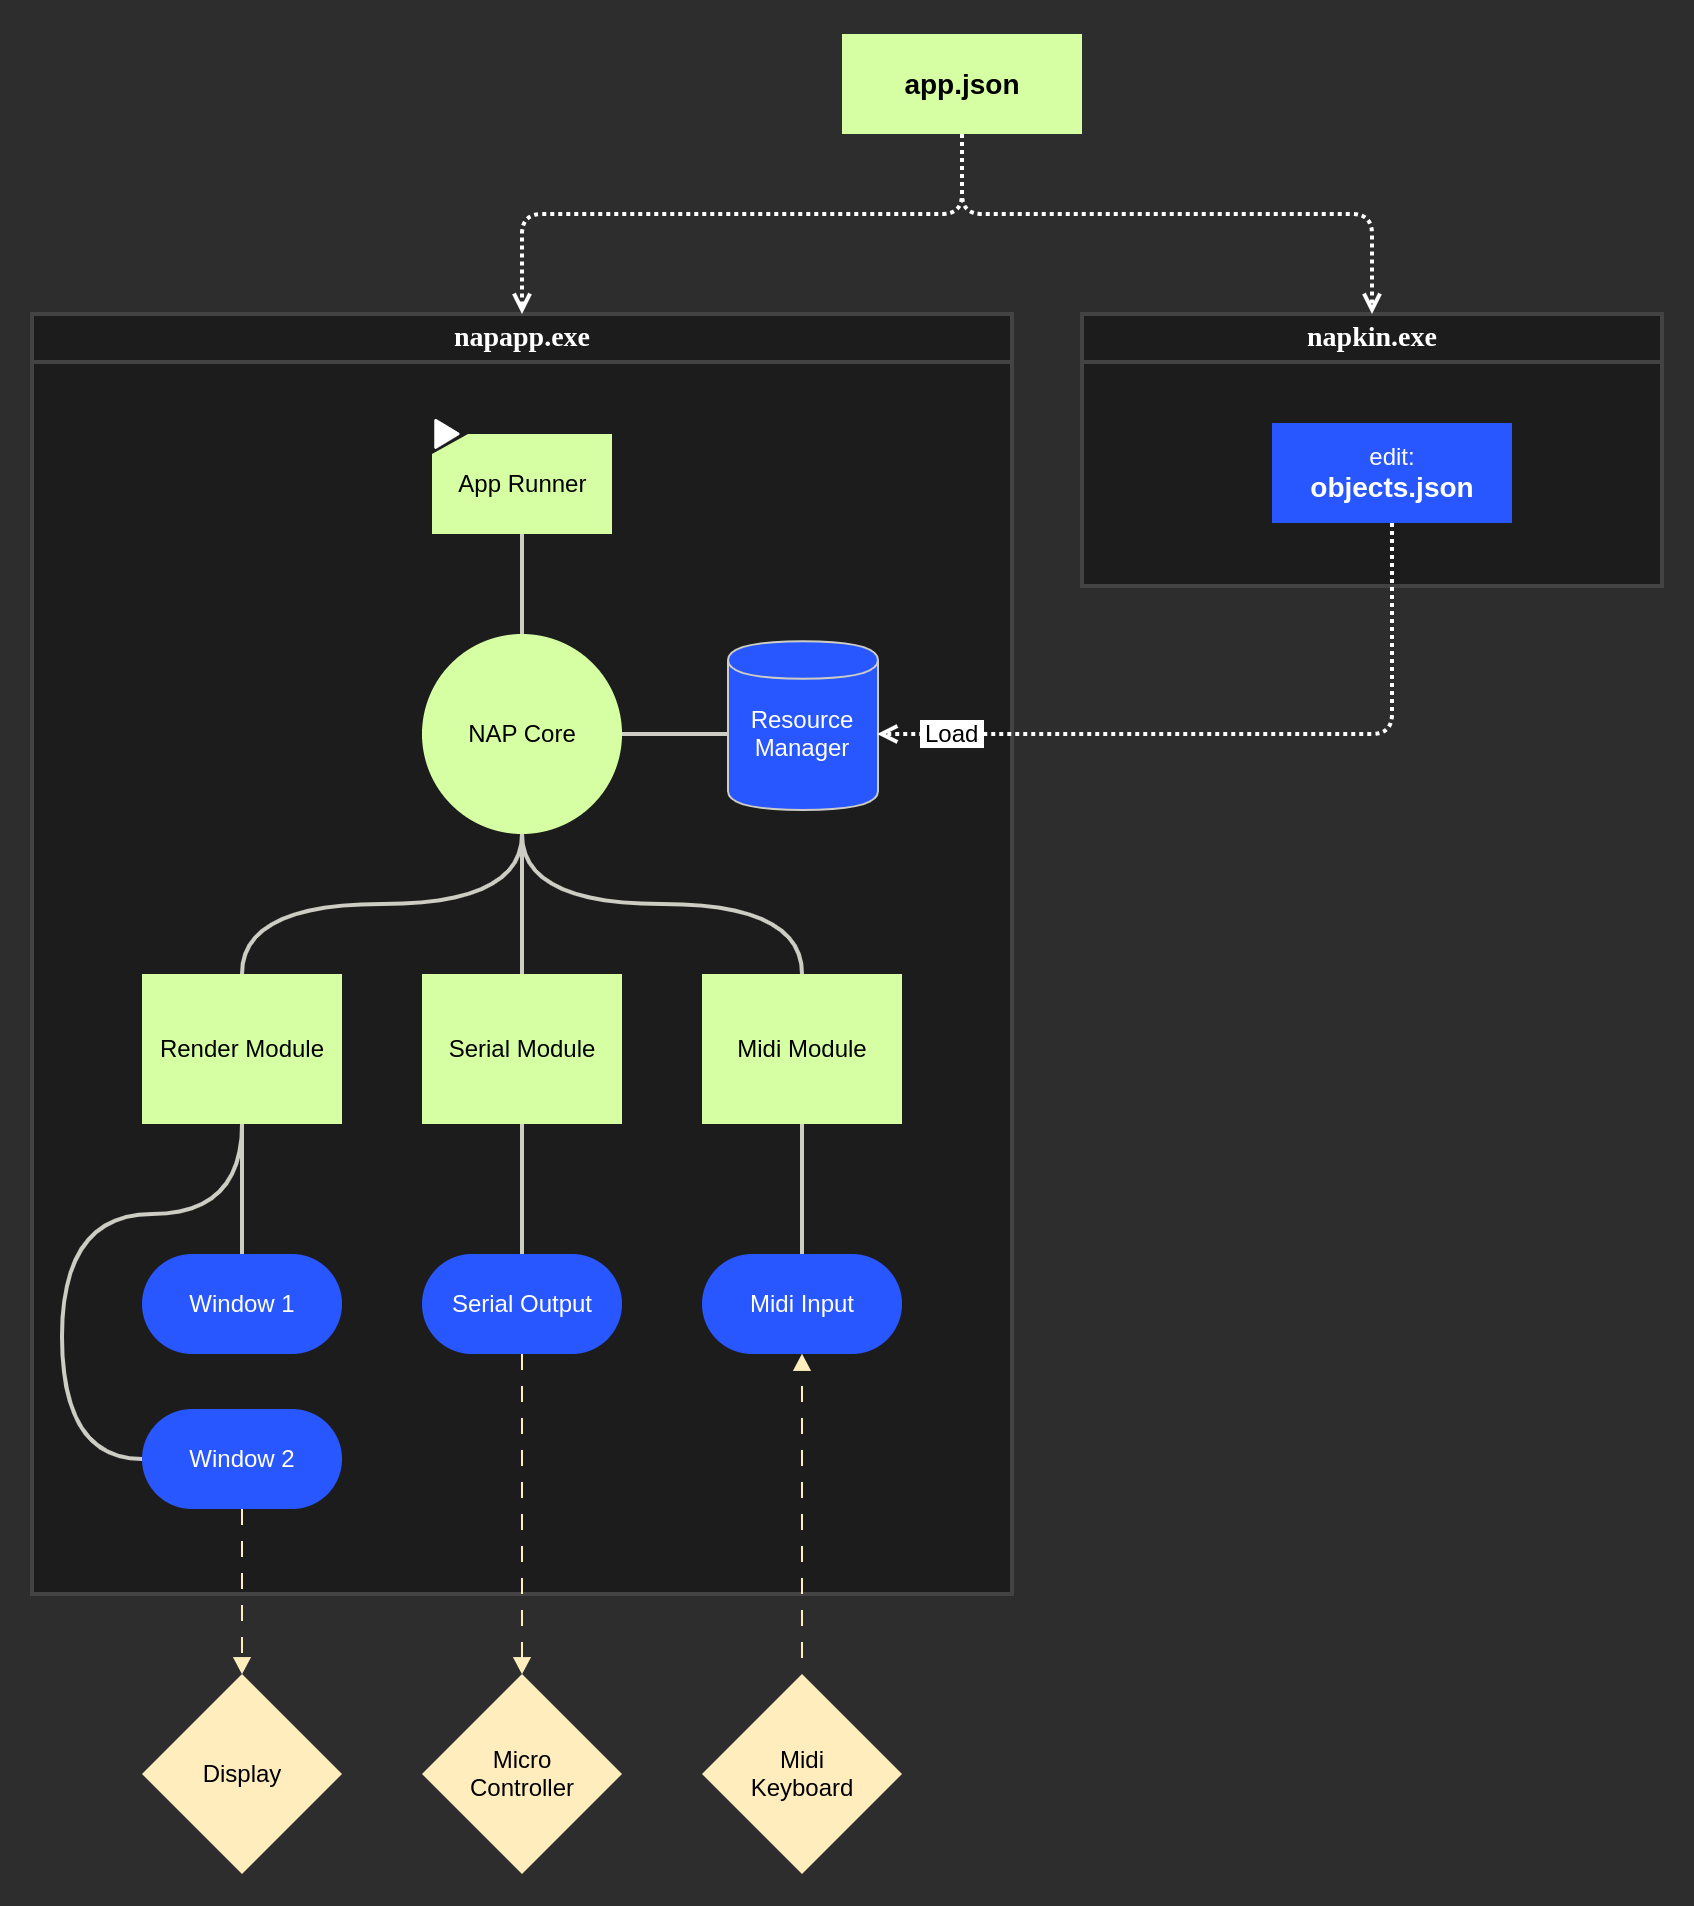 app.json
napapp.exe
napkin.exe
App Runner
edit:
objects.json
NAP Core
Resource
Manager
Load
Render Module
Serial Module
Midi Module
Window 1
Serial Output
Midi Input
Window 2
Display
Micro
Controller
Midi
Keyboard